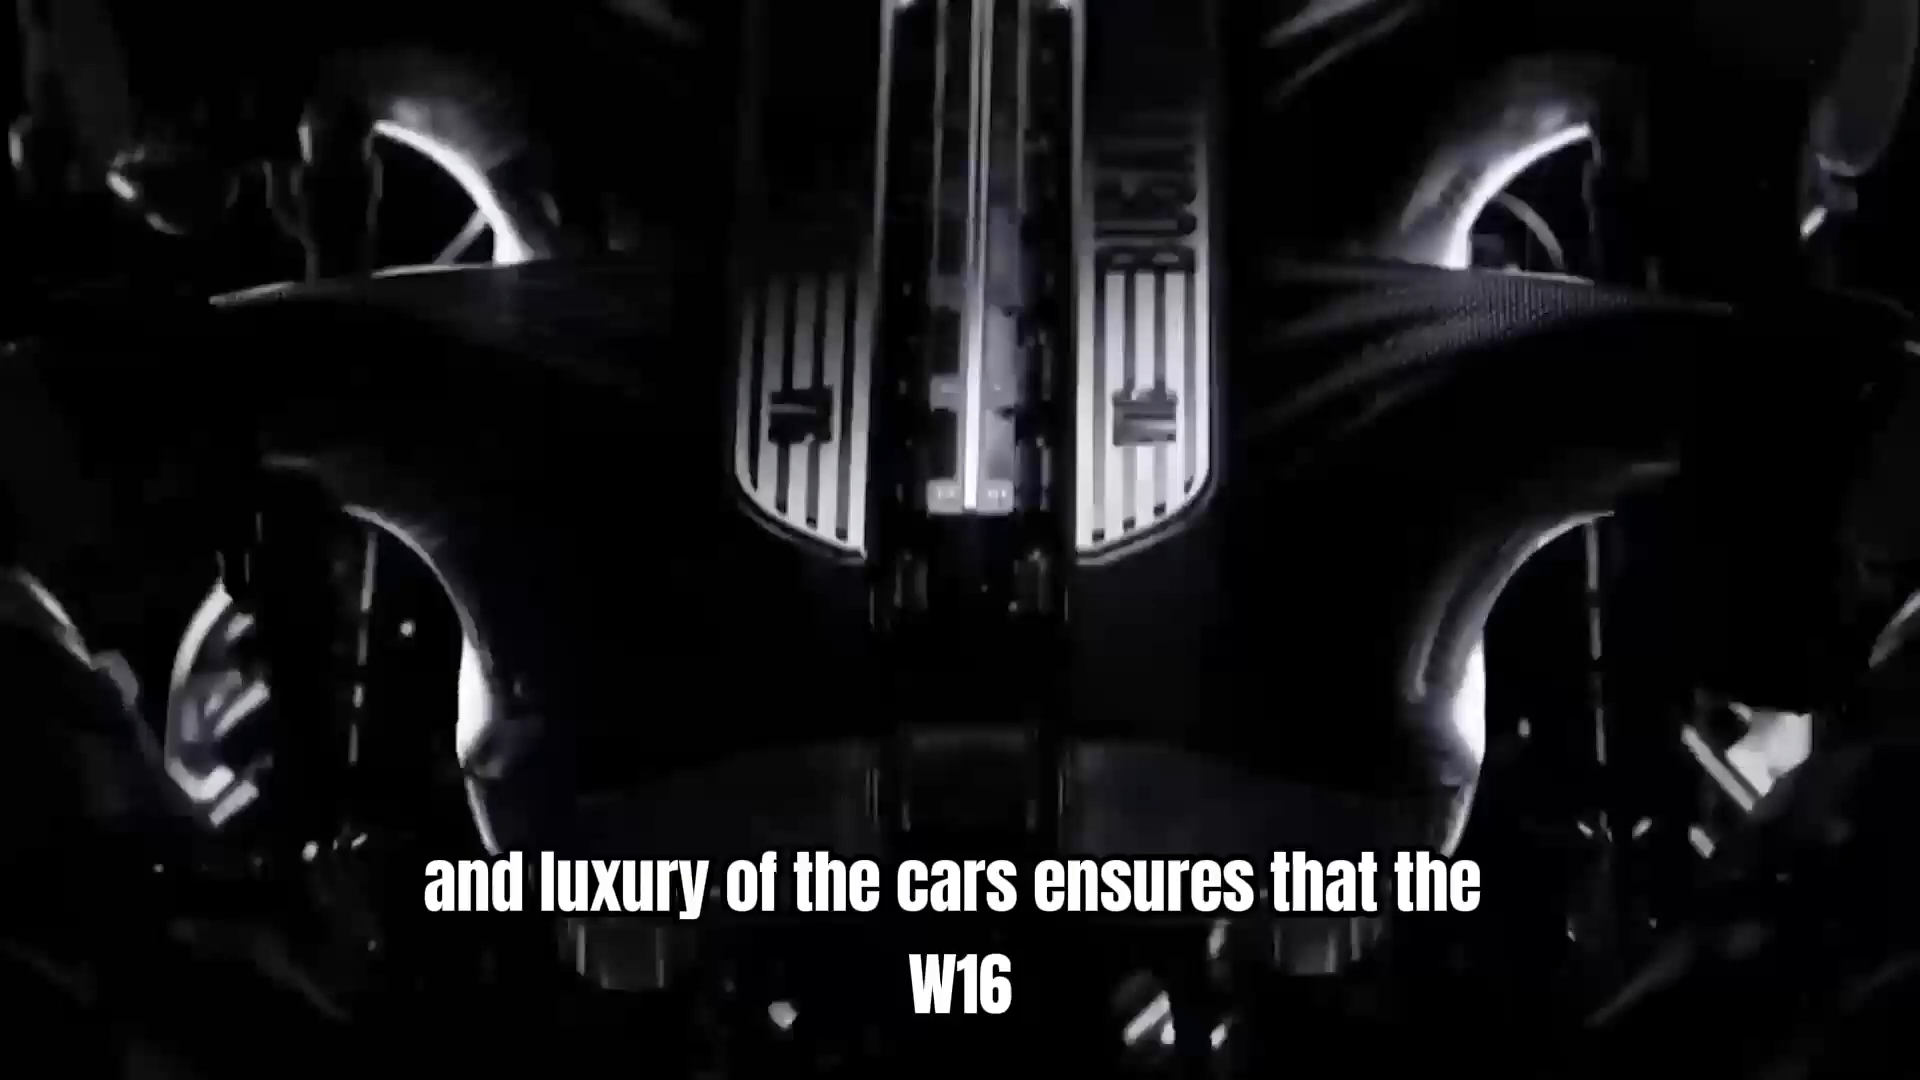 and luxury of the cars ensures that the
W16